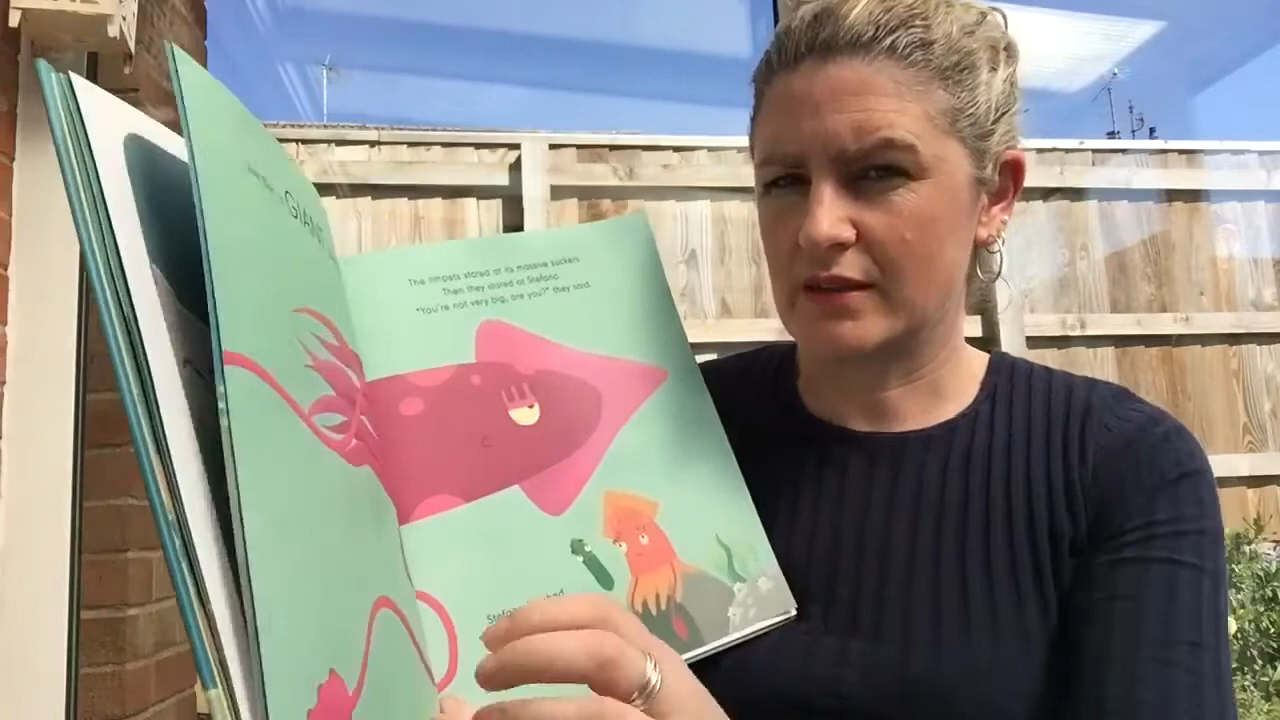 GIANT
The limpets stared at its massive suckers.
Then they stared at Stefano.
"You're not very big, are you?" they said.